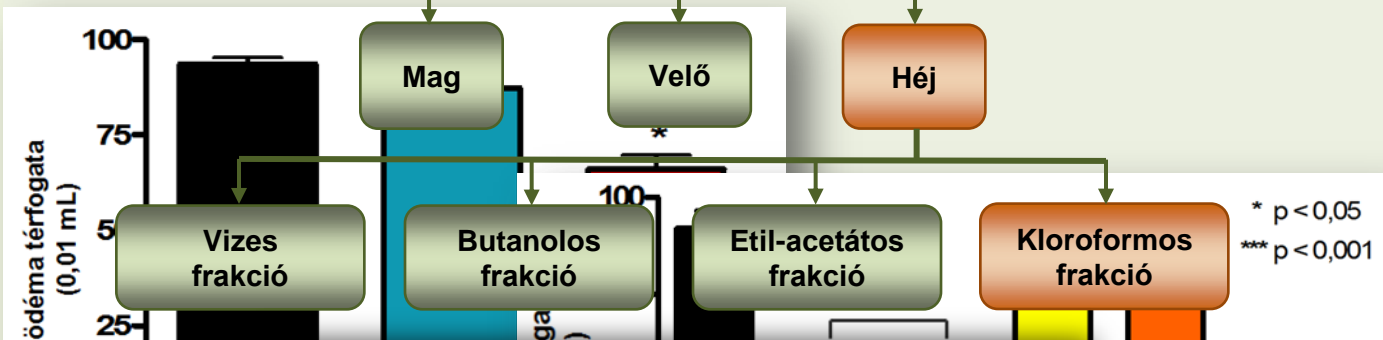 100
Mag
Velő
Héj
75
*
ödéma térfogata
(0,01 mL)
100
* p < 0,05
*** p < 0,001
Vizes
frakció
Butanolos
frakció
Etil-acetátos
frakció
Kloroformos
frakció
25